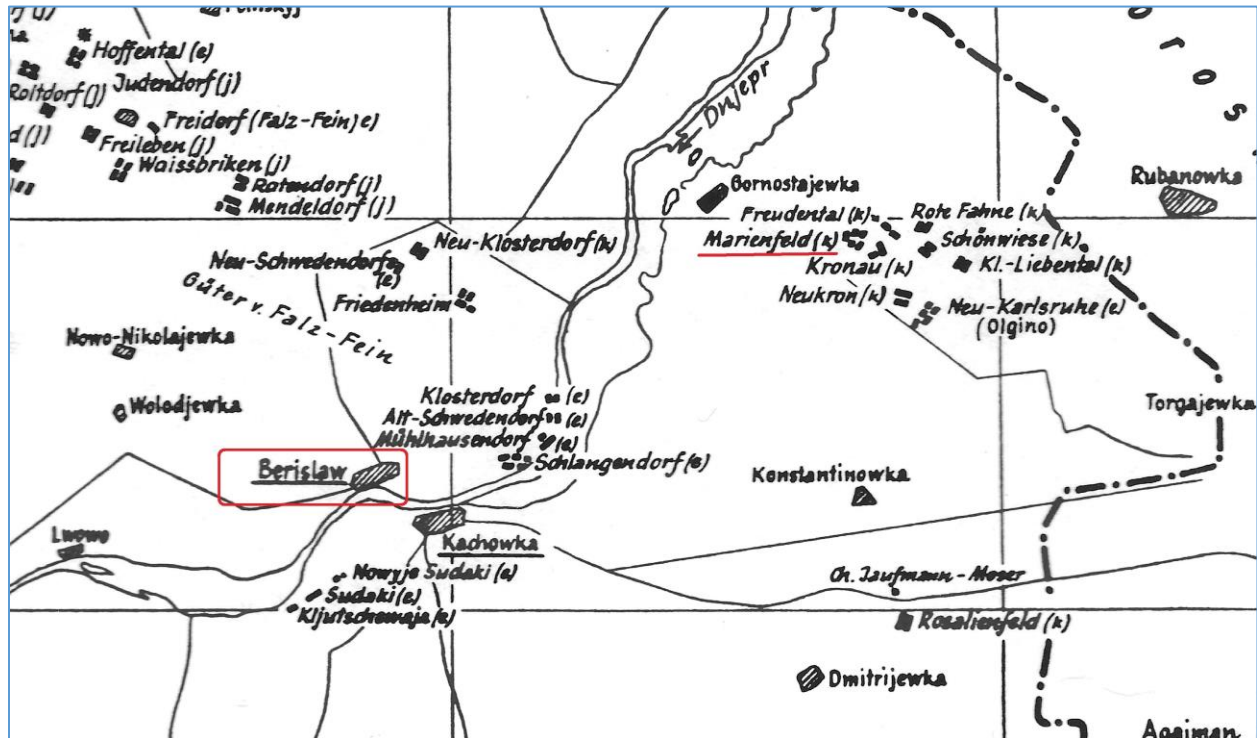 Hoffental (e)
Judendorf (j)
Freidorf (Falz-Fein) e)
d (j)
Freileben (j)
Waissbriken (j)
Ratendorf (j)
Mendeldorf (j)
Dnjepr
o r o s
Gornostajewka
Rubanowka
Freudental (k)
Rote Fahne (k)
Marienfeld (k)
Schönwiese (k)
Kronau (k)
Kl.-Liebental (k)
Neukron (k)
Neu-Karlsruhe (e)
(Olgino)
Neu-Klosterdorf (k)
Neu-Schwedendorf
(e)
Friedenheim
Güter v. Falz-Fein
Nowo-Nikolajewka
Wolodjewka
Klosterdorf (e)
Alt-Schwedendorf (e)
Mühlhausendorf (e)
Schlangendorf (e)
Torgajewka
Berislaw
Konstantinowka
Lwowo
Kachowka
Nowyje Sudaki (e)
Sudaki (e)
Kljutschewaja (e)
Ch. Jaufmann-Moser
Rosalienfeld (k)
Dmitrijewka
Agaiman